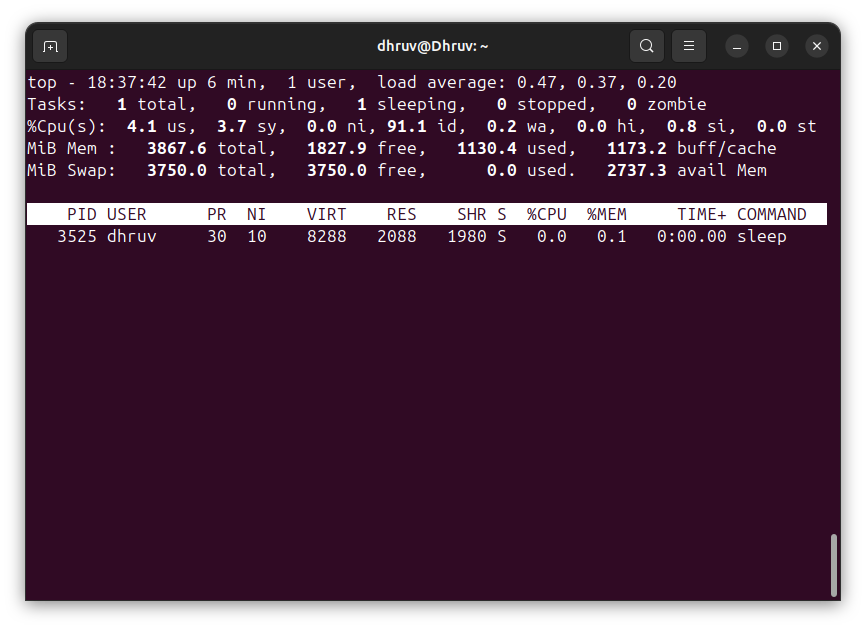 dhruv@Dhruv: ~
top - 18:37:42 up 6 min,  1 user,  load average: 0.47, 0.37, 0.20
Tasks:   1 total,   0 running,   1 sleeping,   0 stopped,   0 zombie
%Cpu(s):  4.1 us,  3.7 sy,  0.0 ni, 91.1 id,  0.2 wa,  0.0 hi,  0.8 si,  0.0 st
MiB Mem :   3867.6 total,   1827.9 free,   1130.4 used,   1173.2 buff/cache
MiB Swap:   3750.0 total,   3750.0 free,      0.0 used.   2737.3 avail Mem
    PID USER      PR  NI    VIRT    RES    SHR S  %CPU  %MEM     TIME+ COMMAND
   3525 dhruv     30  10    8288   2088   1980 S   0.0   0.1   0:00.00 sleep